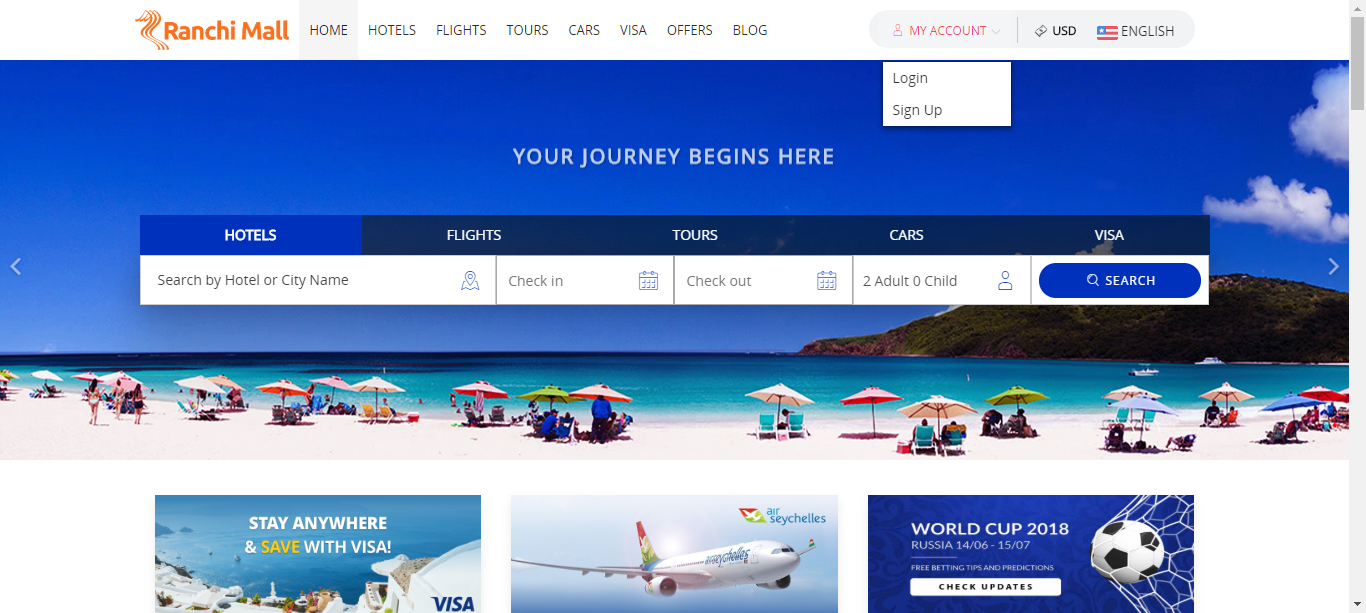 Ranchi Mall HOME HOTELS FLIGHTS TOURS CARS VISA OFFERS BLOG MY ACCOUNT USD ENGLISH
Login
Sign Up
YOUR JOURNEY BEGINS HERE
HOTELS FLIGHTS TOURS CARS VISA
Search by Hotel or City Name Check in Check out 2 Adult 0 Child SEARCH
STAY ANYWHERE
& SAVE WITH VISA!
VISA
air
seychelles
airseychelles
WORLD CUP 2018
RUSSIA 14/06 - 15/07
FREE BETTING TIPS AND PREDICTIONS
CHECK UPDATES